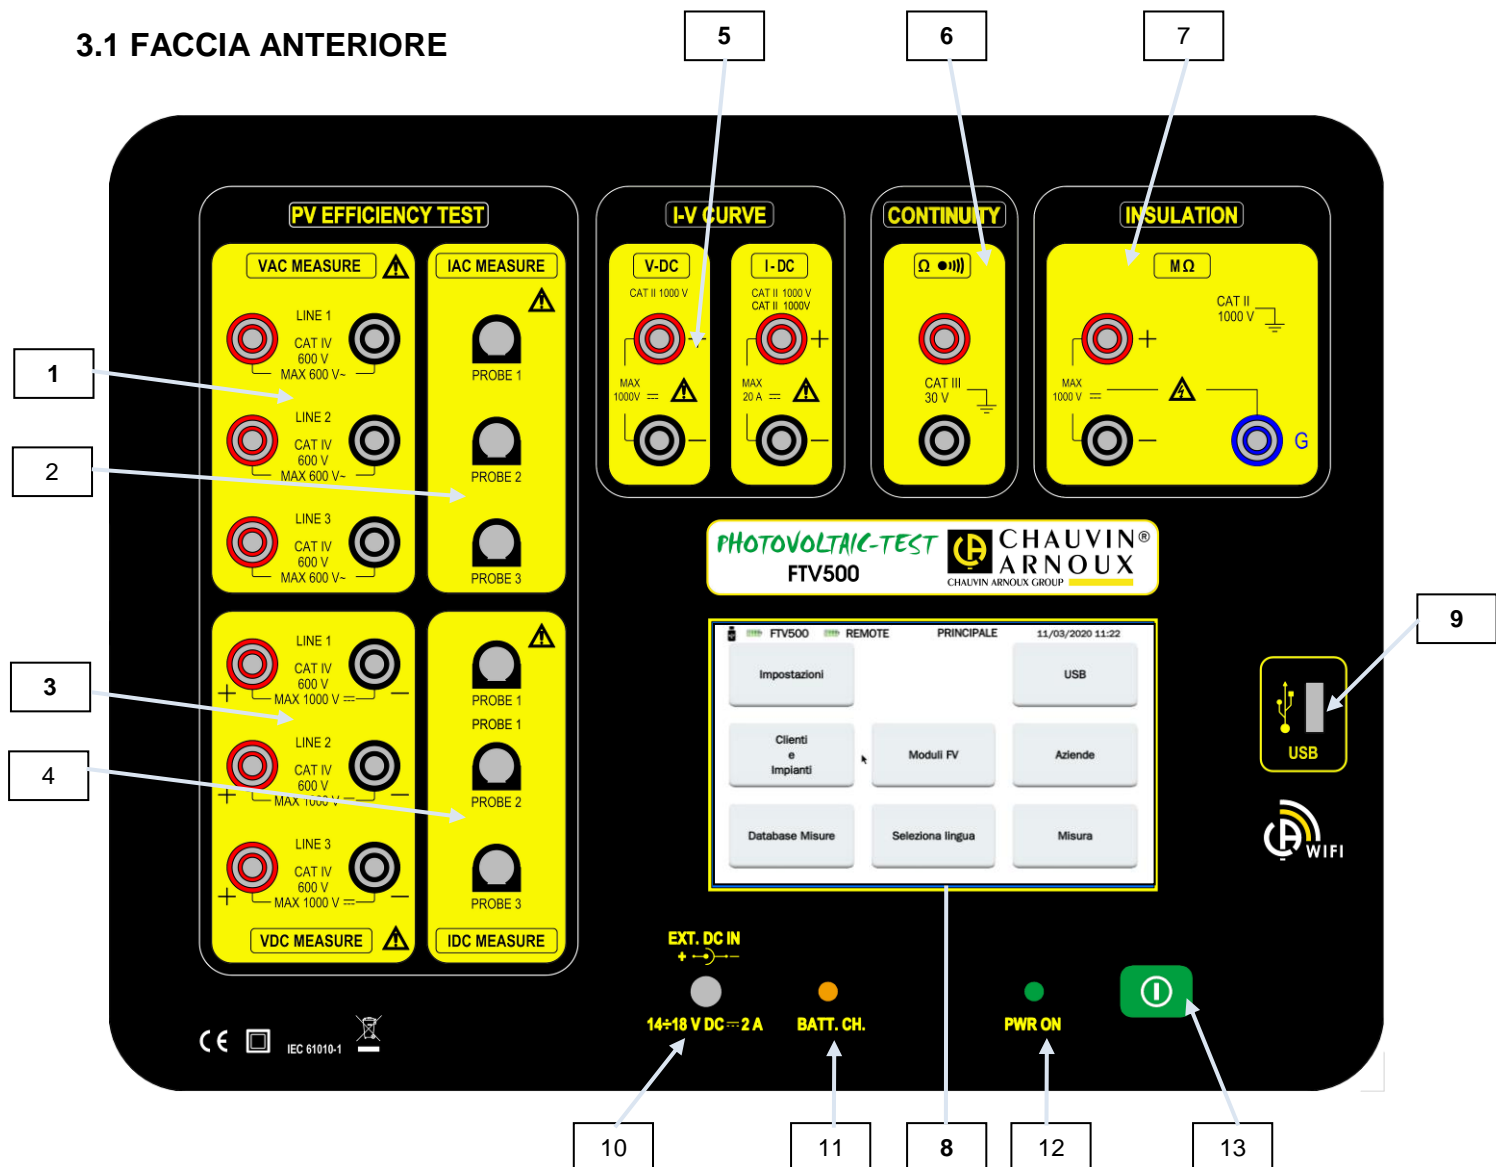 3.1 FACCIA ANTERIORE
5
6
7
PV EFFICIENCY TEST
I-V CURVE
CONTINUITY
INSULATION
VAC MEASURE
LINE 1
CAT IV
600 V
MAX 600 V~
LINE 2
CAT IV
600 V
MAX 600 V~
LINE 3
CAT IV
600 V
MAX 600 V~
IAC MEASURE
PROBE 1
PROBE 2
PROBE 3
V-DC
CAT II 1000 V
+
MAX
1000V ⎓
−
I-DC
CAT II 1000 V
CAT II 1000V
+
MAX
20 A ⎓
−
Ω
CAT III
30 V
MΩ
CAT II
1000 V
+
MAX
1000 V ⎓
−
G
1
2
3
4
LINE 1
CAT IV
600 V
+ MAX 1000 V ⎓ −
LINE 2
CAT IV
600 V
+ MAX 1000 V ⎓ −
LINE 3
CAT IV
600 V
+ MAX 1000 V ⎓ −
VDC MEASURE
PROBE 1
PROBE 1
PROBE 2
PROBE 3
IDC MEASURE
PHOTOVOLTAIC-TEST
FTV500
CHAUVIN®
ARNOUX
CHAUVIN ARNOUX GROUP
FTV500 REMOTE PRINCIPALE 11/03/2020 11:22
Impostazioni
USB
Clienti
e
Impianti
Moduli FV
Aziende
Database Misure
Seleziona lingua
Misura
9
USB
WIFI
EXT. DC IN
+ −
14÷18 V DC ⎓ 2 A
BATT. CH.
PWR ON
CE
IEC 61010-1
10
11
8
12
13